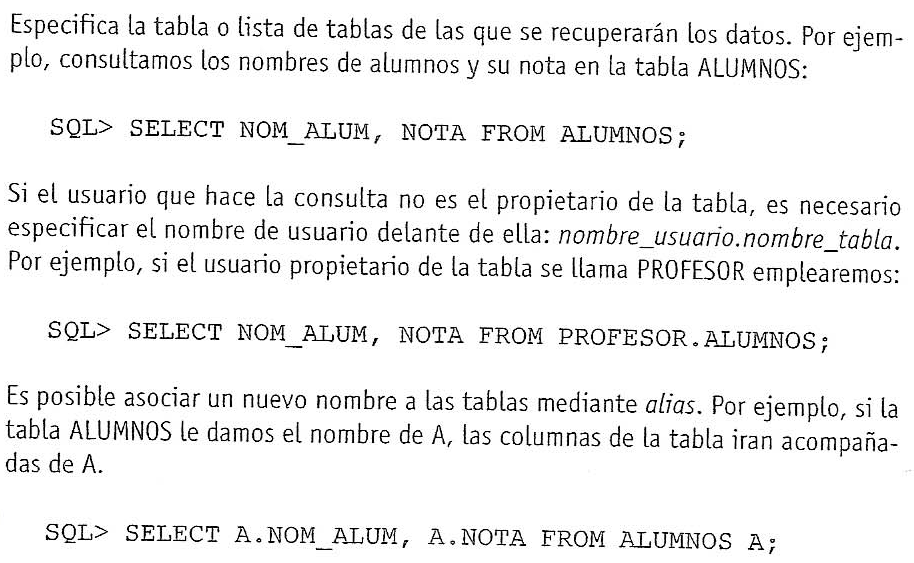 Especifica la tabla o lista de tablas de las que se recuperarán los datos. Por ejem-
plo, consultamos los nombres de alumnos y su nota en la tabla ALUMNOS:
SQL> SELECT NOM_ALUM, NOTA FROM ALUMNOS;
Si el usuario que hace la consulta no es el propietario de la tabla, es necesario
especificar el nombre de usuario delante de ella: nombre_usuario.nombre_tabla.
Por ejemplo, si el usuario propietario de la tabla se llama PROFESOR emplearemos:
SQL> SELECT NOM_ALUM, NOTA FROM PROFESOR.ALUMNOS;
Es posible asociar un nuevo nombre a las tablas mediante alias. Por ejemplo, si la
tabla ALUMNOS le damos el nombre de A, las columnas de la tabla iran acompaña-
das de A.
SQL> SELECT A.NOM_ALUM, A.NOTA FROM ALUMNOS A;